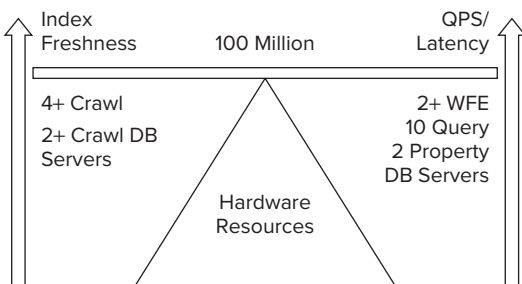 Index
Freshness
100 Million
QPS/
Latency
4+ Crawl
2+ Crawl DB
Servers
2+ WFE
10 Query
2 Property
DB Servers
Hardware
Resources